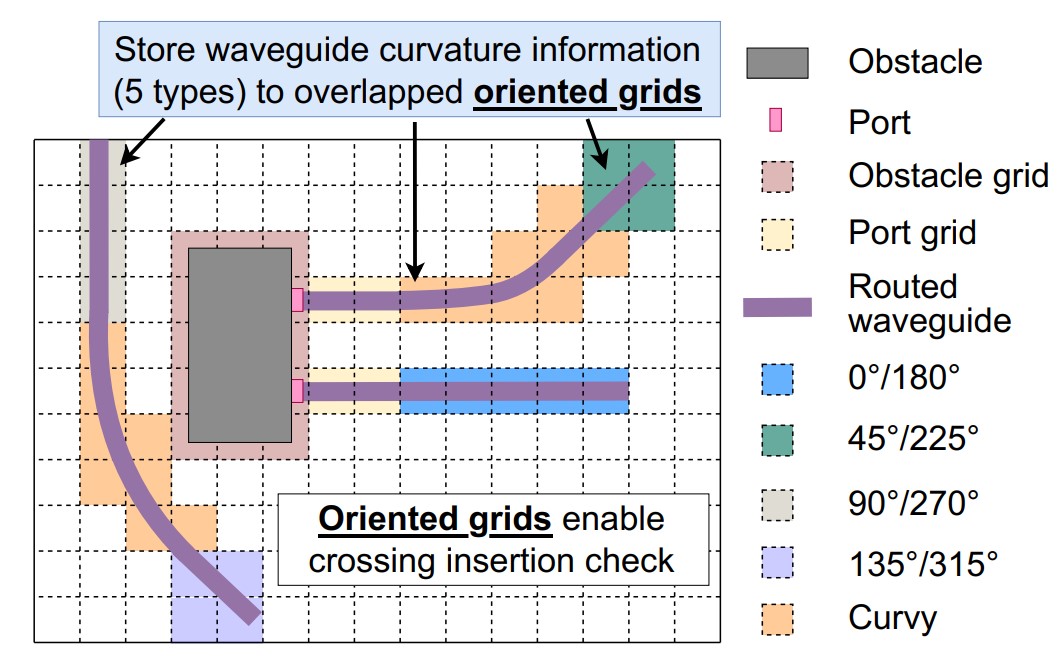 Store waveguide curvature information
(5 types) to overlapped oriented grids
Obstacle
Port
Obstacle grid
Port grid
Routed
waveguide
0°/180°
45°/225°
90°/270°
135°/315°
Curvy
Oriented grids enable
crossing insertion check